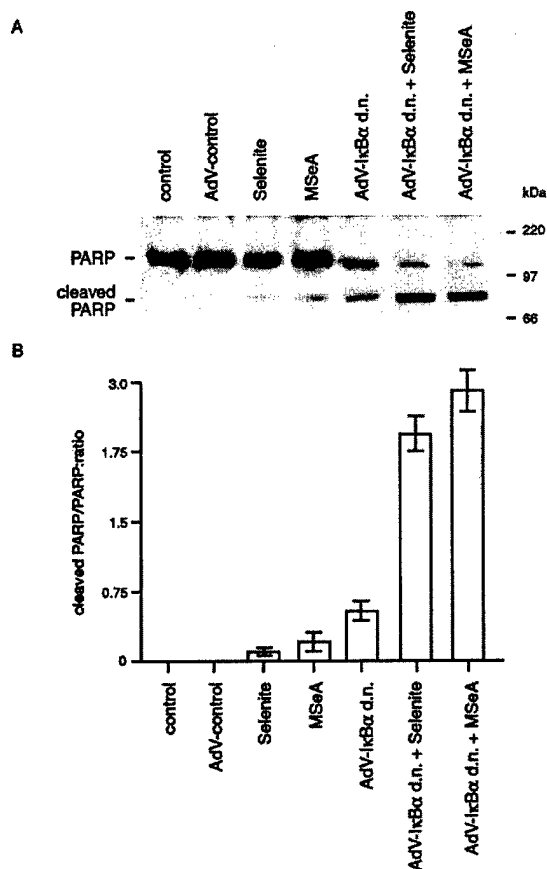 A
control
AdV-control
Selenite
MSeA
AdV-IκBα d.n.
AdV-IκBα d.n. + Selenite
AdV-IκBα d.n. + MSeA
kDa
PARP
220
97
cleaved
PARP
66
B
cleaved PARP/PARP:ratio
3.0
1.75
1.5
0.75
0
control
AdV-control
Selenite
MSeA
AdV-IκBα d.n.
AdV-IκBα d.n. + Selenite
AdV-IκBα d.n. + MSeA